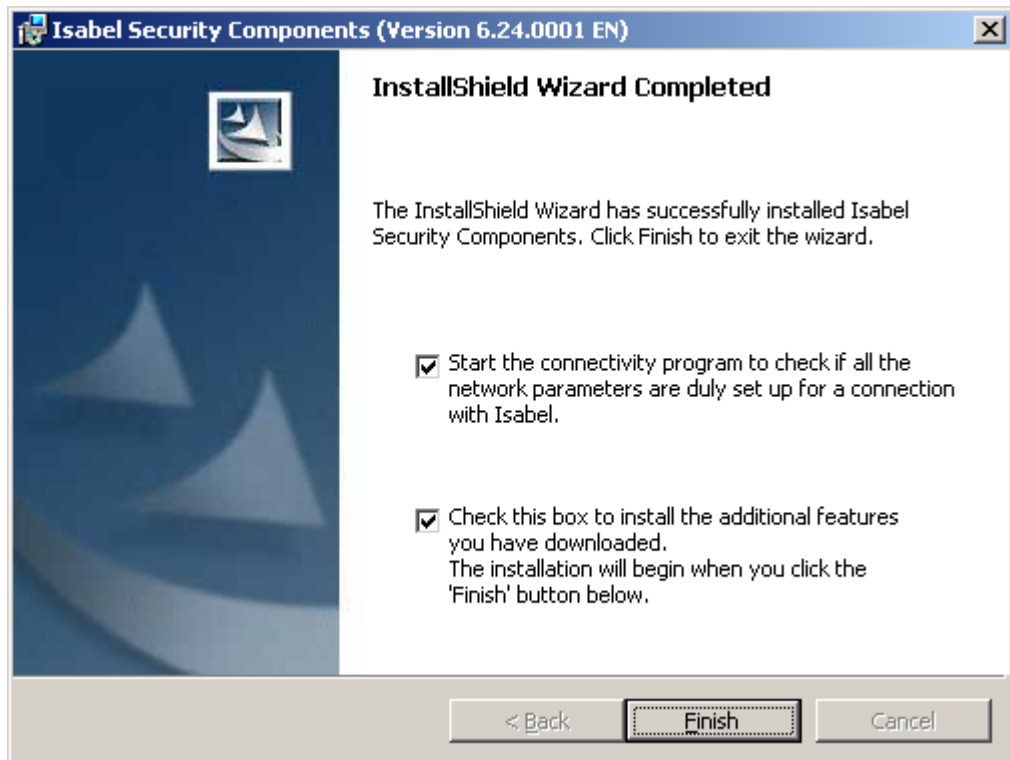 Isabel Security Components (Version 6.24.0001 EN)
InstallShield Wizard Completed
The InstallShield Wizard has successfully installed Isabel
Security Components. Click Finish to exit the wizard.
Start the connectivity program to check if all the
network parameters are duly set up for a connection
with Isabel.
Check this box to install the additional features
you have downloaded.
The installation will begin when you click the
'Finish' button below.
< Back
Finish
Cancel